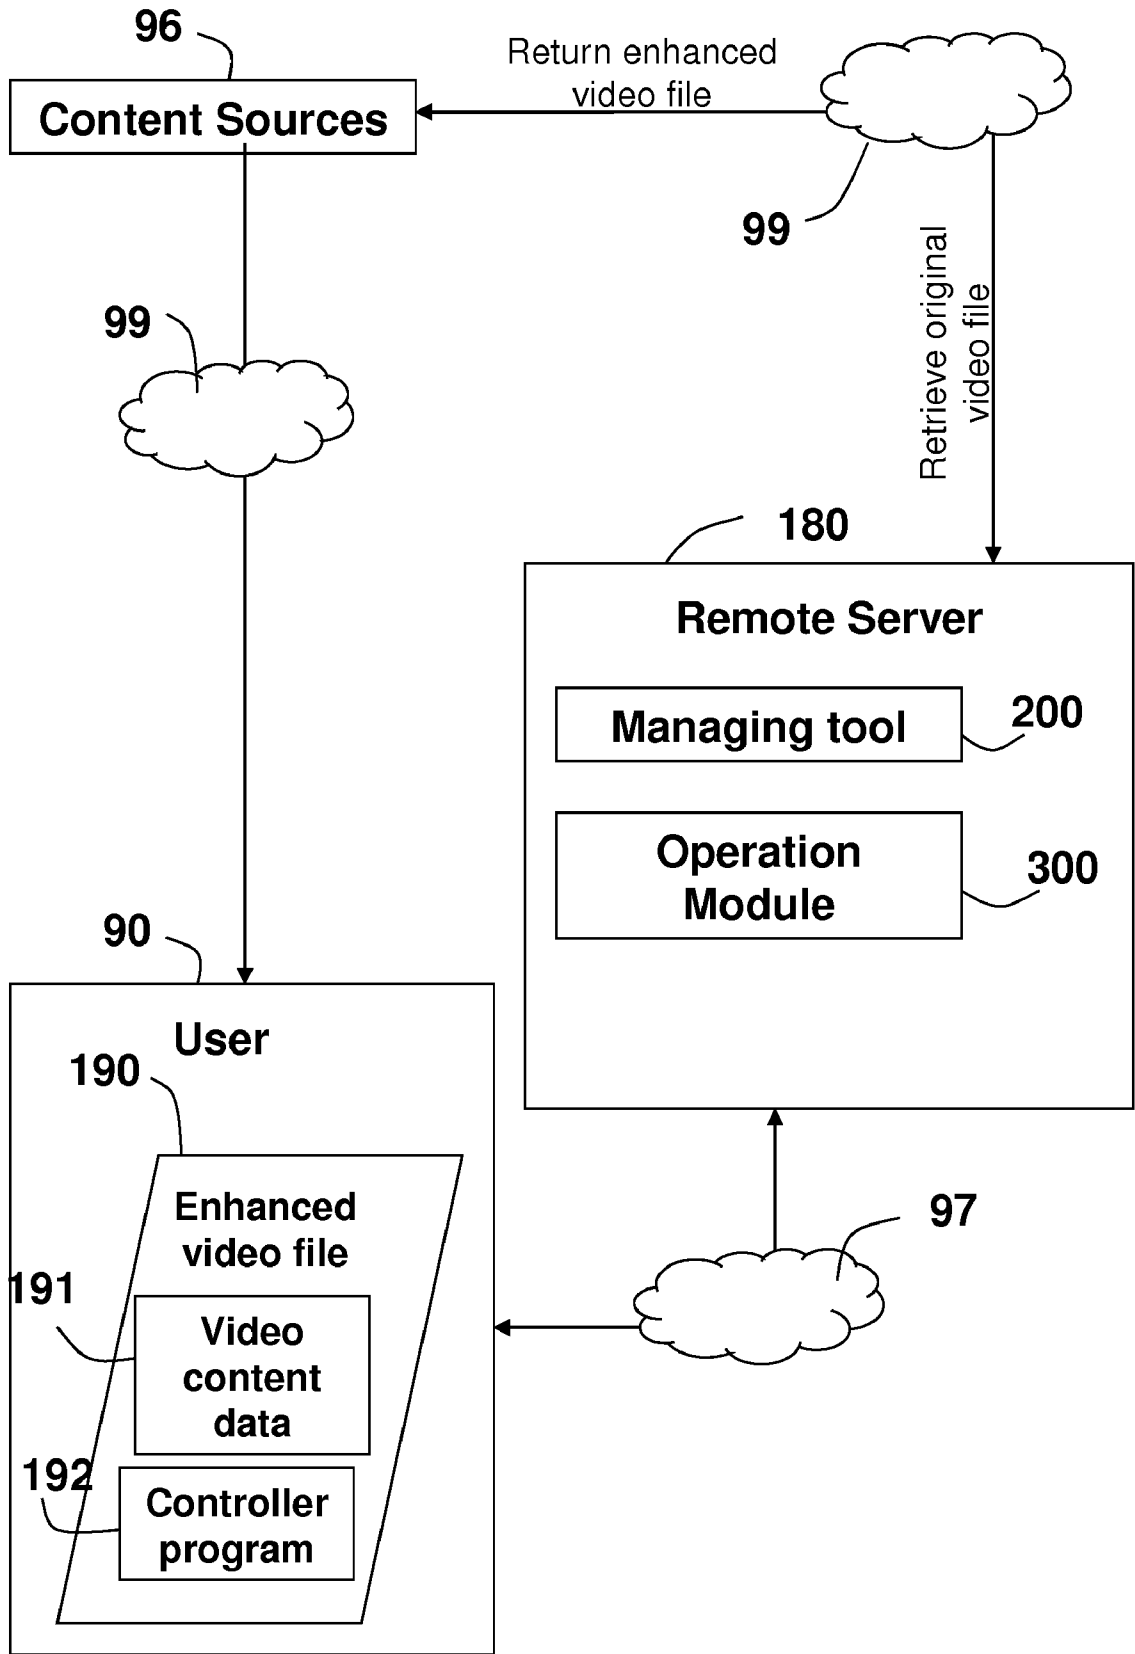 96
Return enhanced
video file
Content Sources
99
Retrieve original
video file
99
180
Remote Server
Managing tool
200
Operation
Module
300
90
User
190
Enhanced
video file
97
191
Video
content
data
192
Controller
program